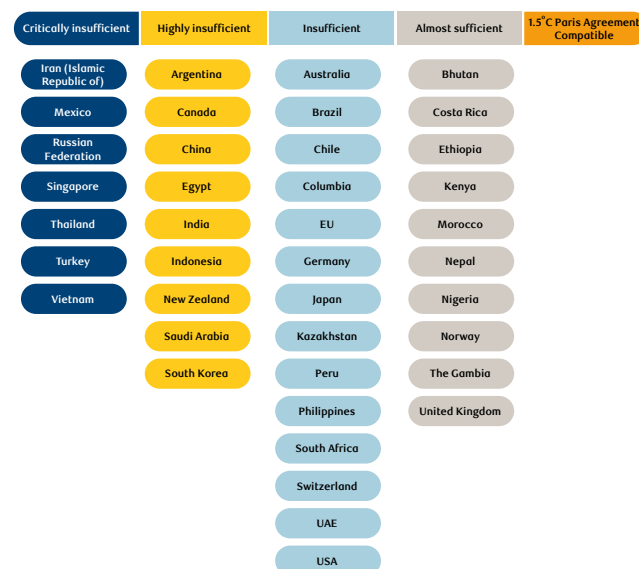 Critically insufficient
Highly insufficient
Insufficient
Almost sufficient
1.5°C Paris Agreement
Compatible
Iran (Islamic
Republic of)
Mexico
Russian
Federation
Singapore
Thailand
Turkey
Vietnam
Argentina
Canada
China
Egypt
India
Indonesia
New Zealand
Saudi Arabia
South Korea
Australia
Brazil
Chile
Columbia
EU
Germany
Japan
Kazakhstan
Peru
Philippines
South Africa
Switzerland
UAE
USA
Bhutan
Costa Rica
Ethiopia
Kenya
Morocco
Nepal
Nigeria
Norway
The Gambia
United Kingdom